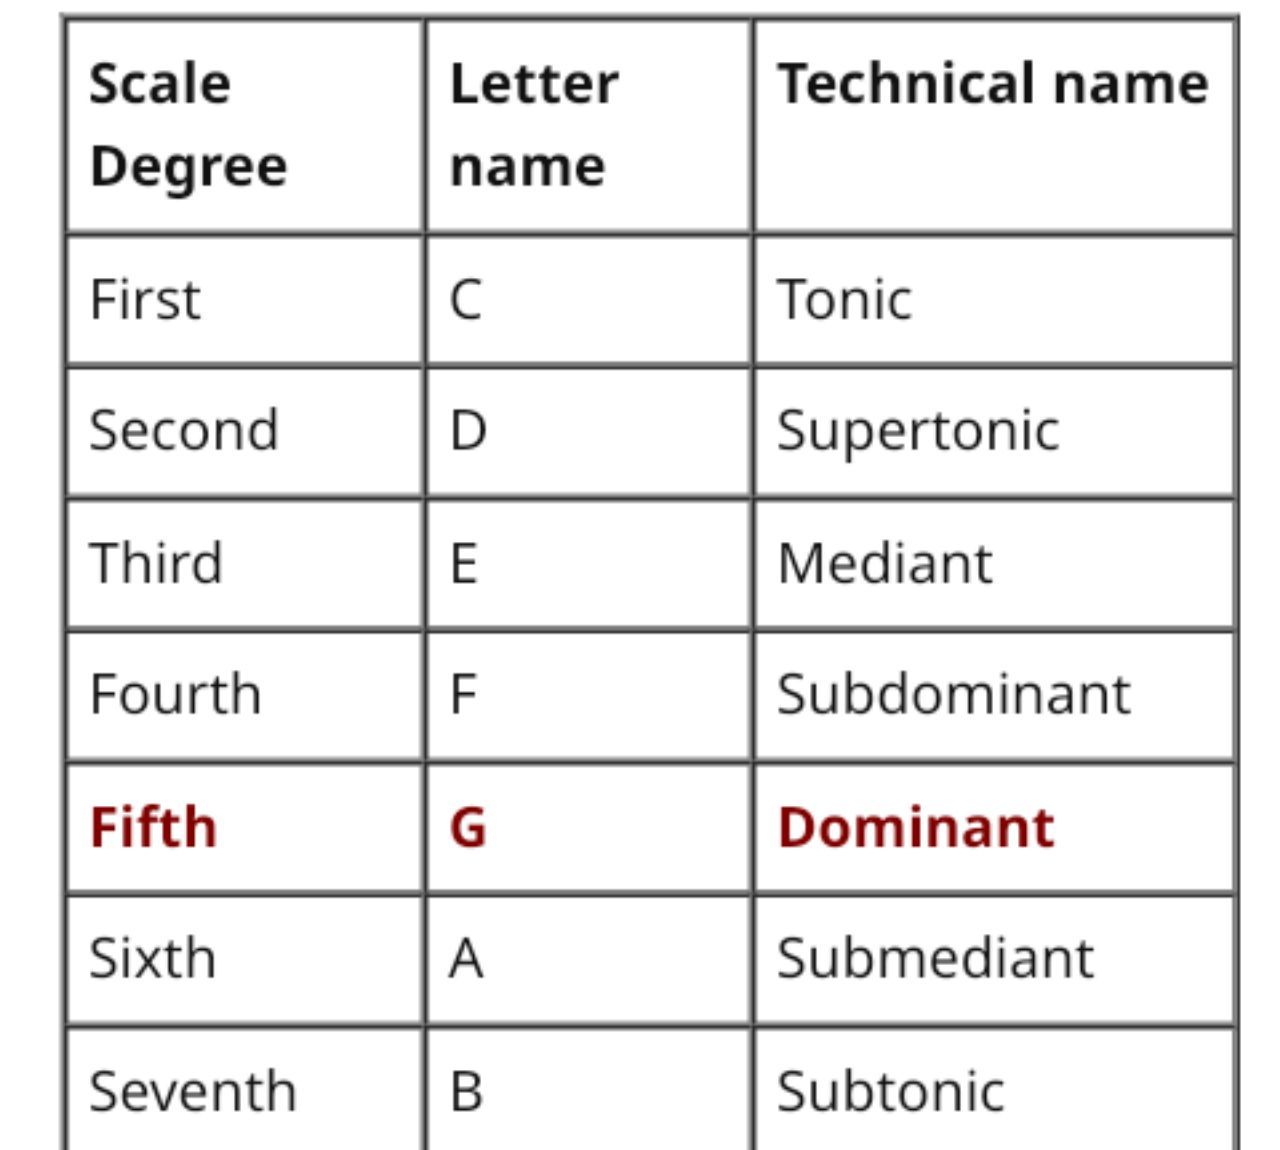 Scale Degree | Letter name | Technical name
First | C | Tonic
Second | D | Supertonic
Third | E | Mediant
Fourth | F | Subdominant
Fifth | G | Dominant
Sixth | A | Submediant
Seventh | B | Subtonic